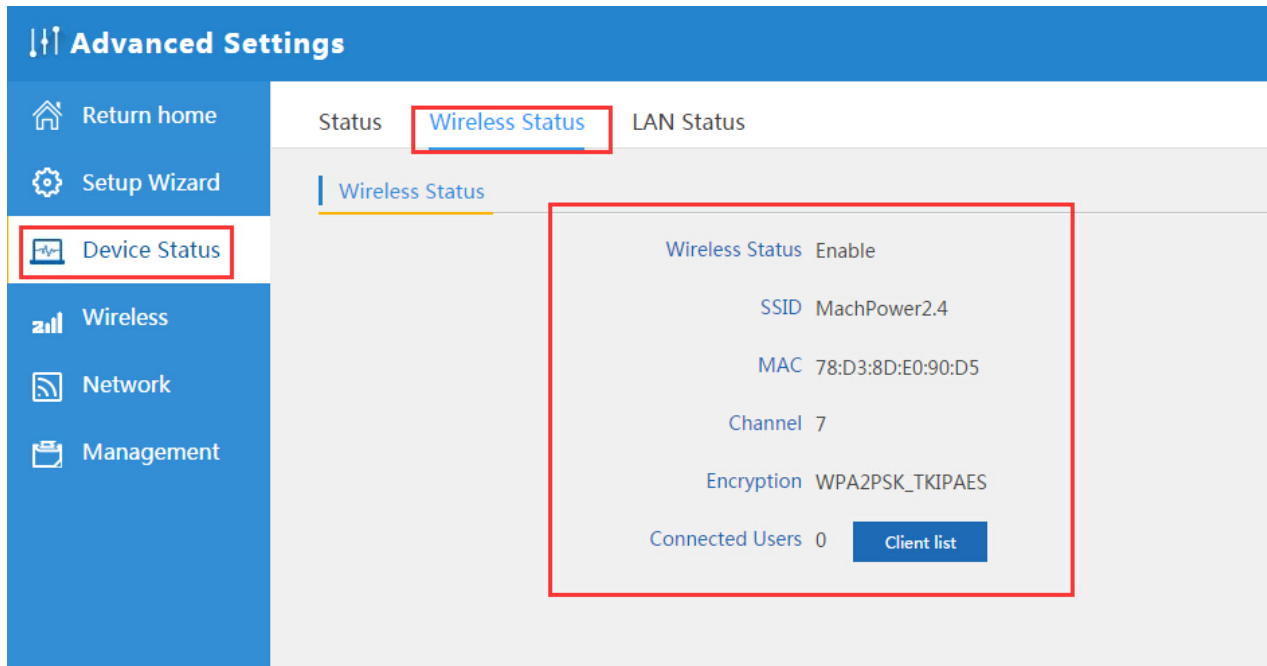 Advanced Settings
Return home
Setup Wizard
Device Status
Wireless
Network
Management
Status Wireless Status LAN Status
Wireless Status
Wireless Status Enable
SSID MachPower2.4
MAC 78:D3:8D:E0:90:D5
Channel 7
Encryption WPA2PSK_TKIPAES
Connected Users 0 Client list